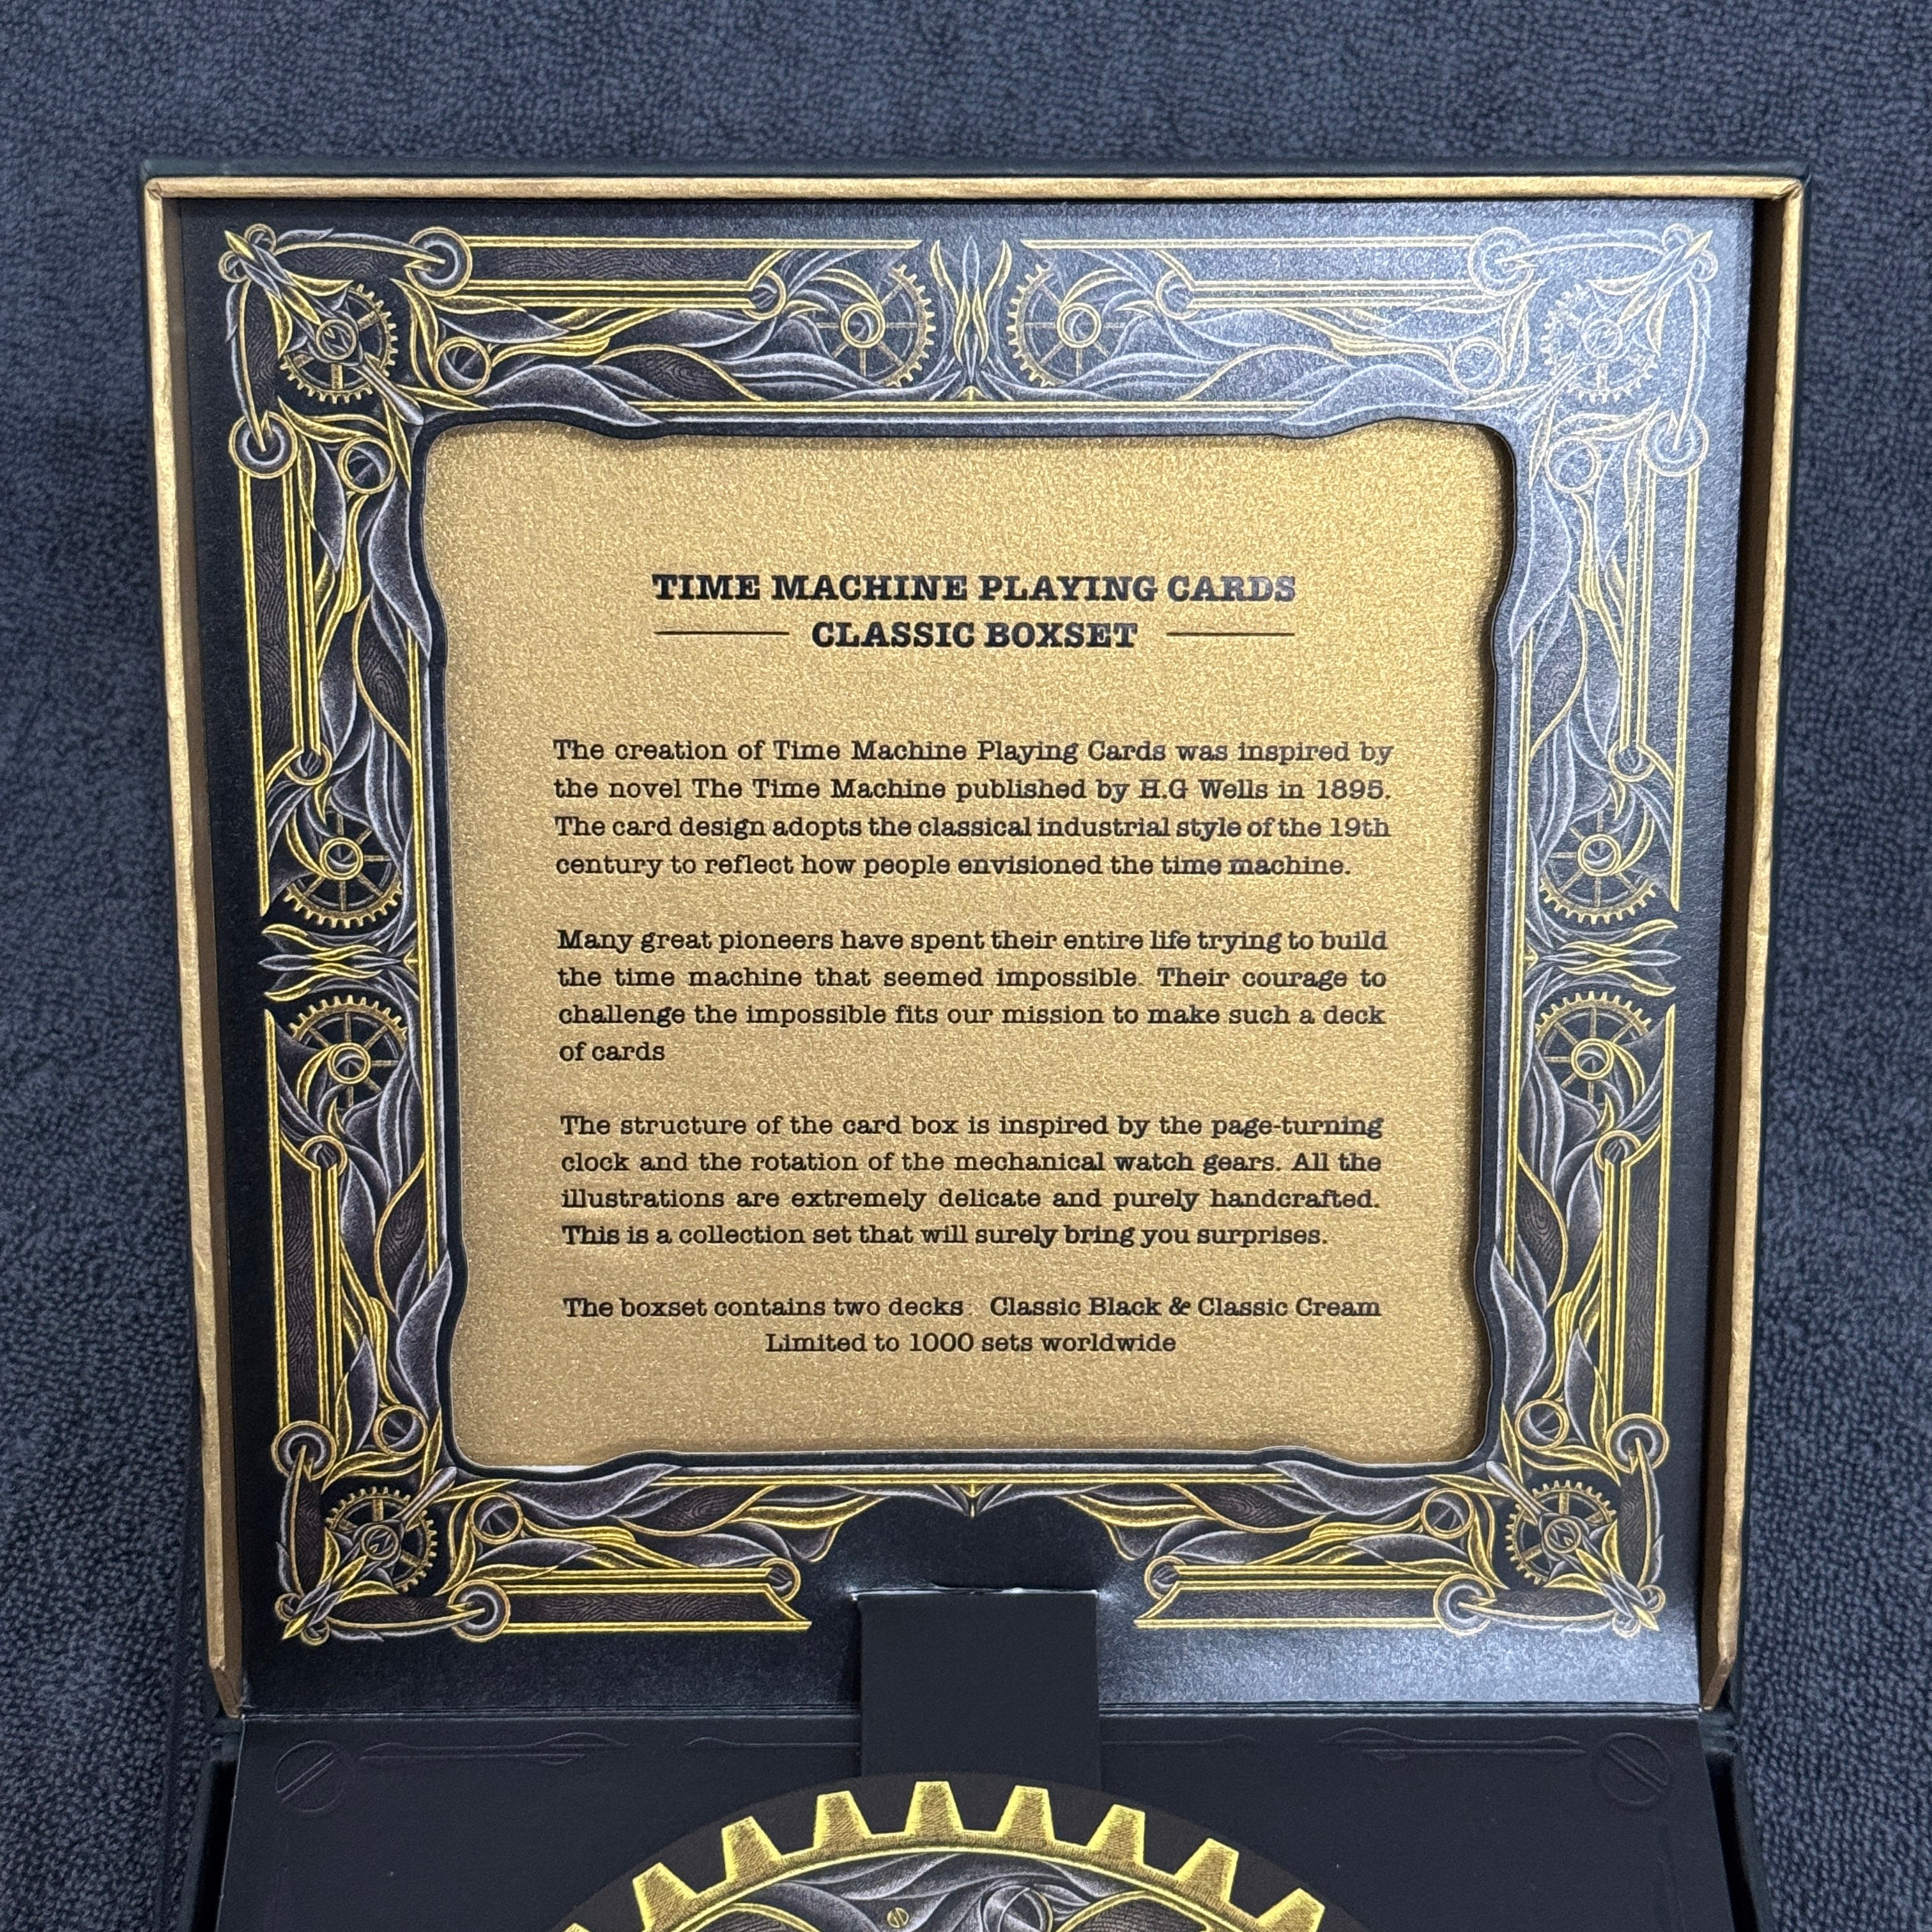 TIME MACHINE PLAYING CARDS
CLASSIC BOXSET
The creation of Time Machine Playing Cards was inspired by
the novel The Time Machine published by H.G Wells in 1895.
The card design adopts the classical industrial style of the 19th
century to reflect how people envisioned the time machine.
Many great pioneers have spent their entire life trying to build
the time machine that seemed impossible. Their courage to
challenge the impossible fits our mission to make such a deck
of cards
The structure of the card box is inspired by the page-turning
clock and the rotation of the mechanical watch gears. All the
illustrations are extremely delicate and purely handcrafted.
This is a collection set that will surely bring you surprises.
The boxset contains two decks: Classic Black & Classic Cream
Limited to 1000 sets worldwide